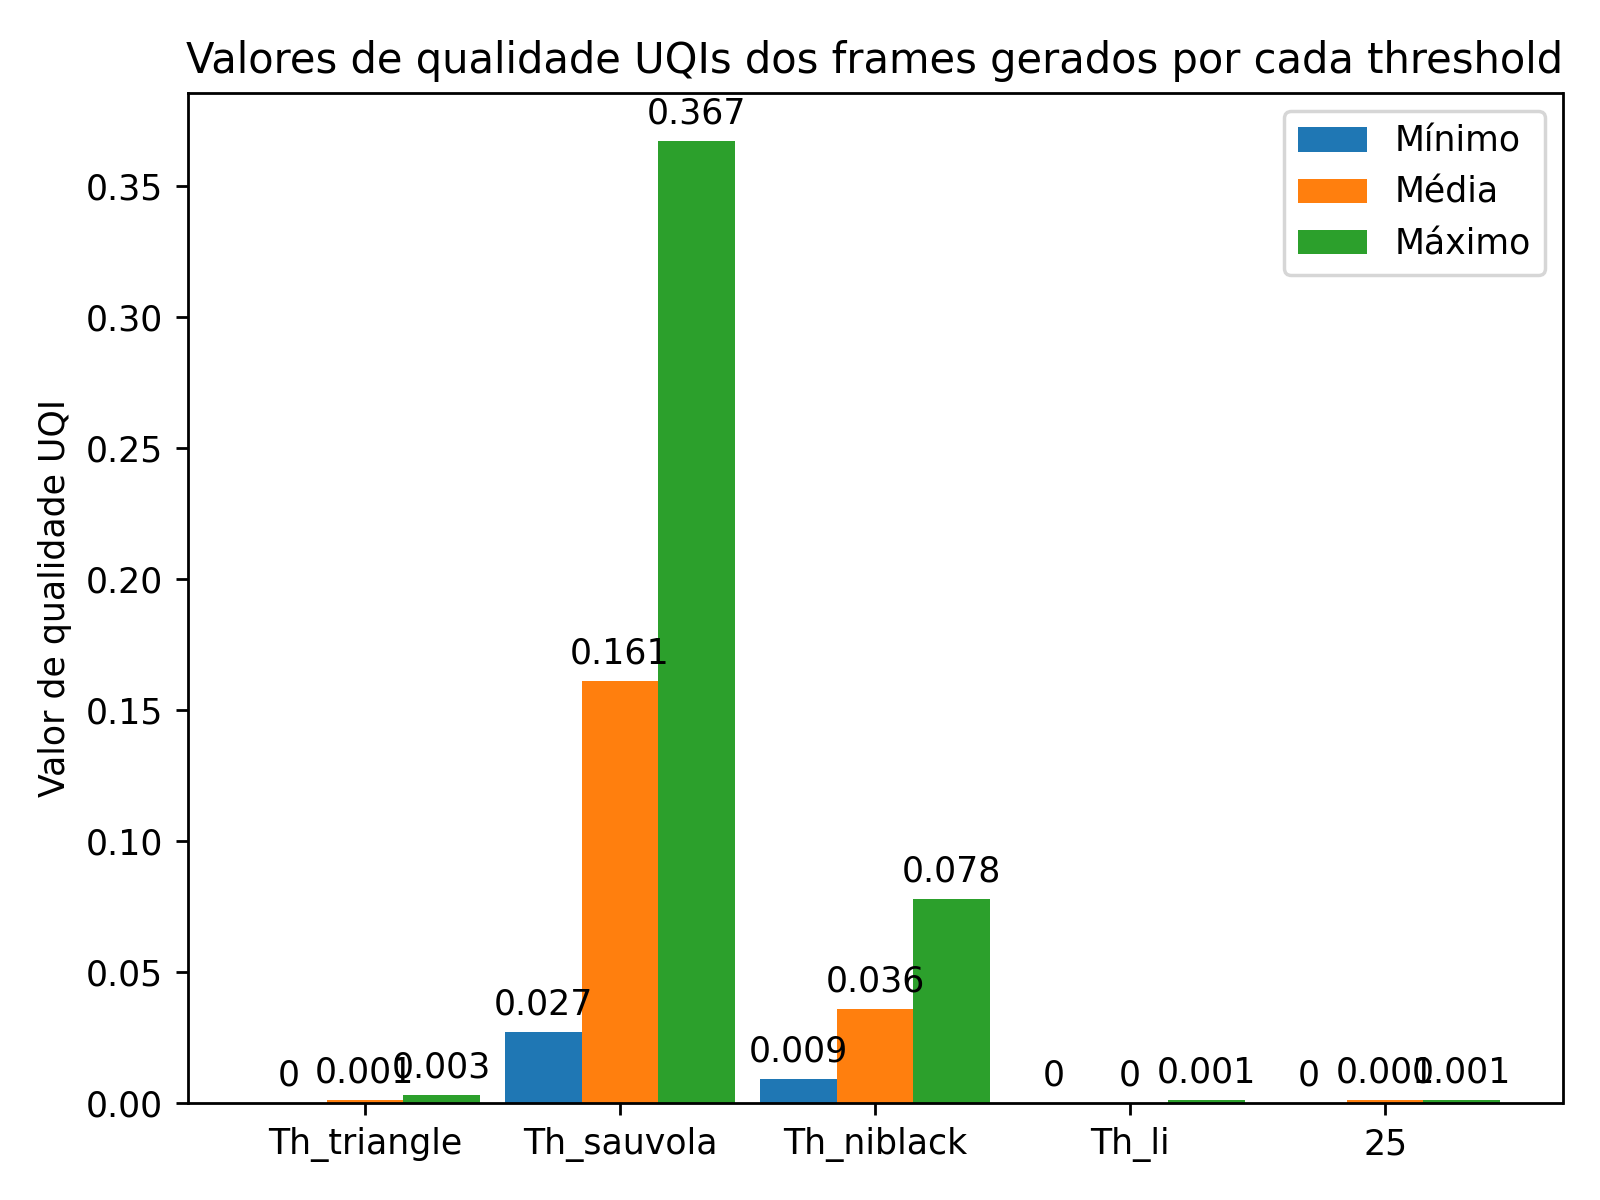 Valores de qualidade UQIs dos frames gerados por cada threshold
Valor de qualidade UQI
0.35
0.30
0.25
0.20
0.15
0.10
0.05
0.00
Mínimo
Média
Máximo
0 0.001 0.003
0.027 0.161 0.367
0.009 0.036 0.078
0 0 0.001
0 0.001 0.001
Th_triangle Th_sauvola Th_niblack Th_li 25